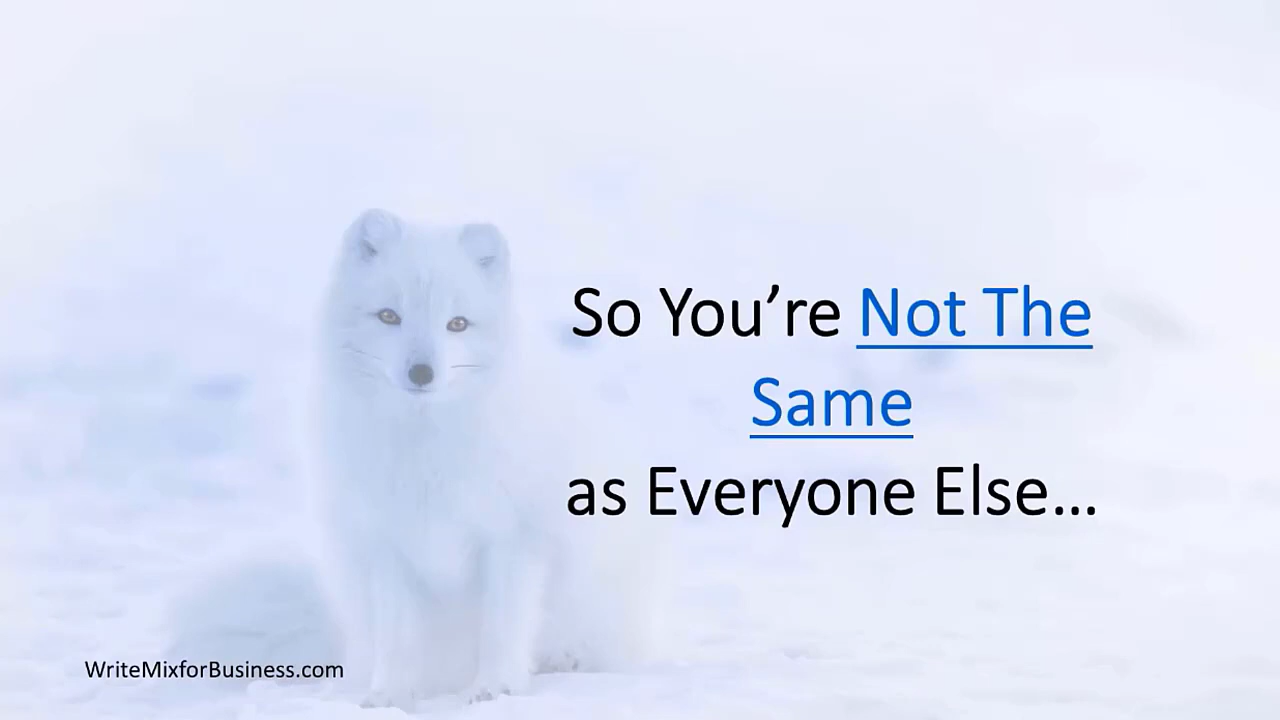 So You’re Not The
Same
as Everyone Else…
WriteMixforBusiness.com